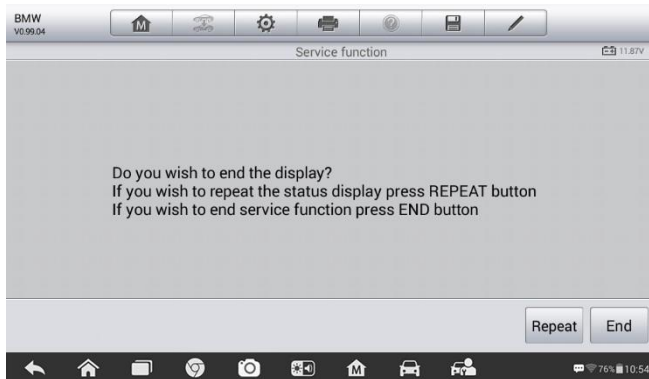 BMW
V0.99.04
Service function
11.87V
Do you wish to end the display?
If you wish to repeat the status display press REPEAT button
If you wish to end service function press END button
Repeat
End
76% 10:54